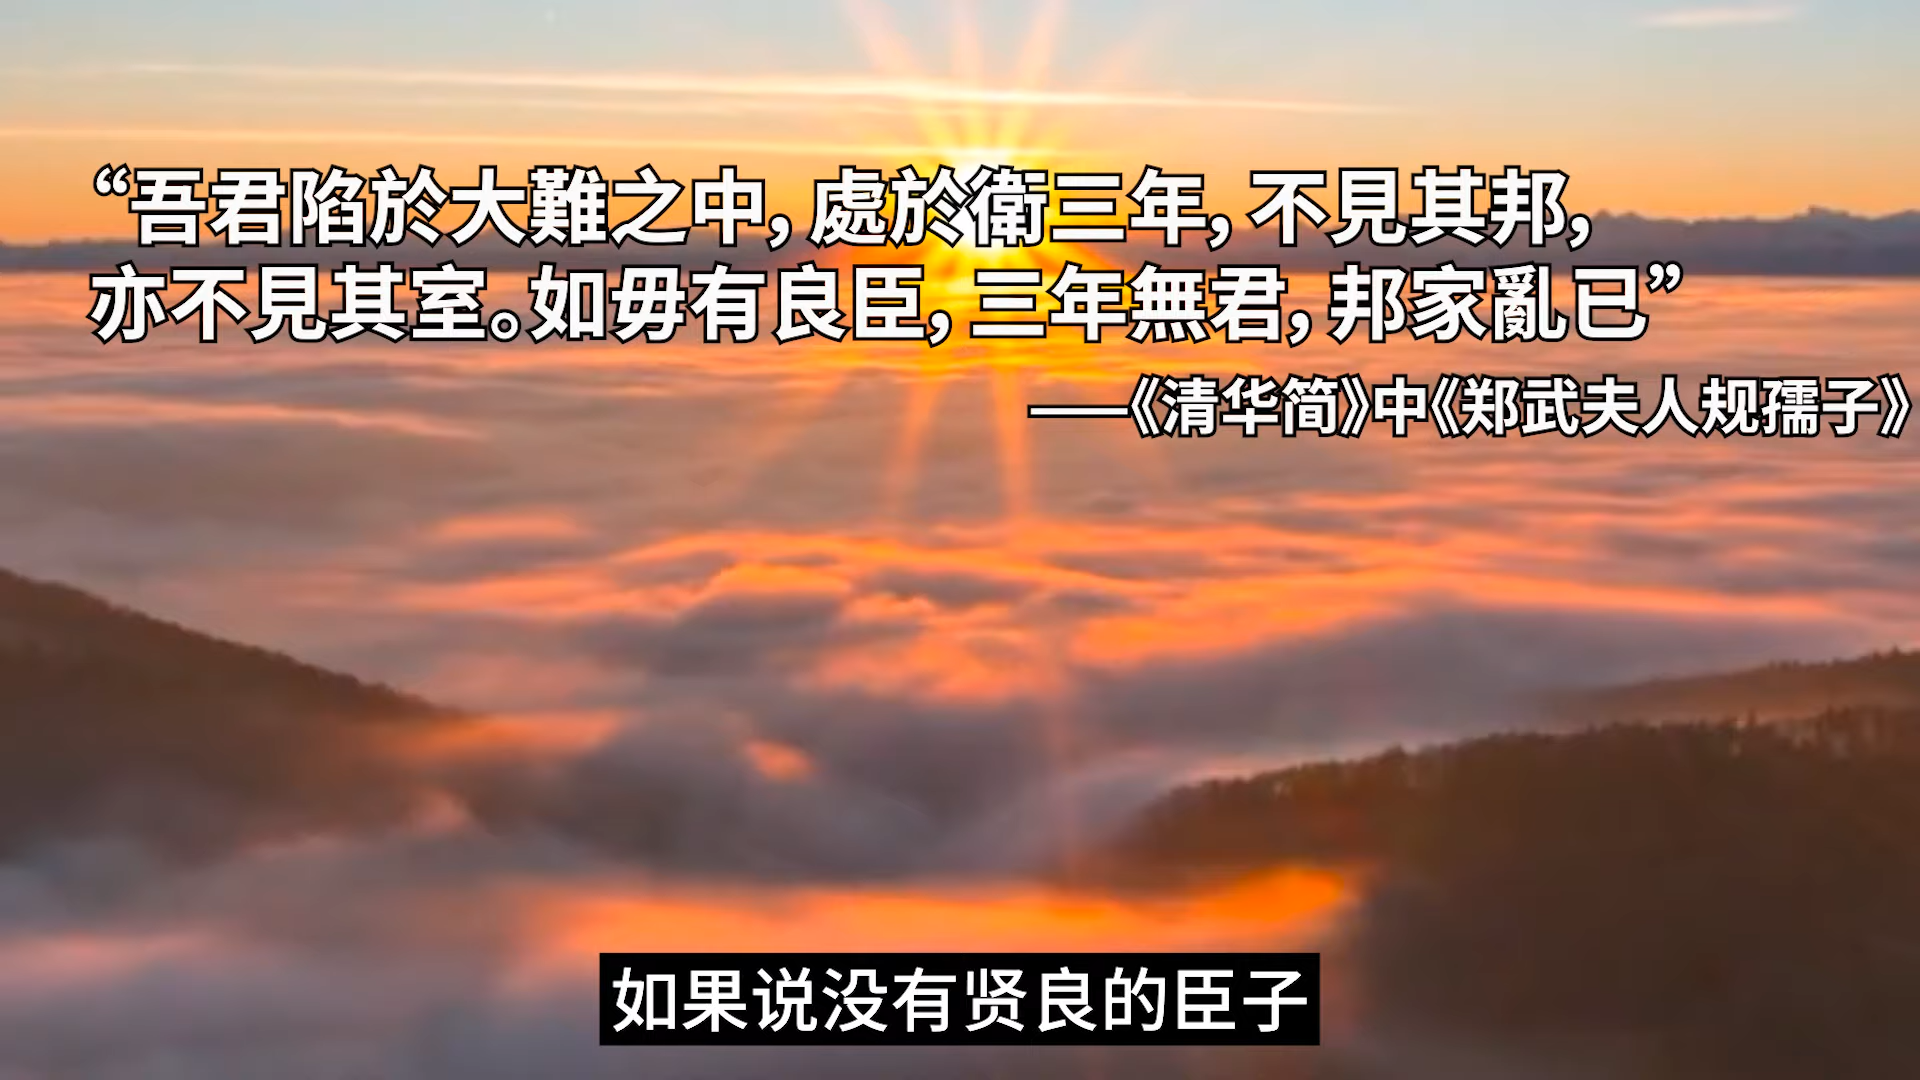 “吾君陷於大難之中，處於衛三年，不見其邦，
亦不見其室。如毋有良臣，三年無君，邦家亂已”
——《清华简》中《郑武夫人规孺子》
如果说没有贤良的臣子